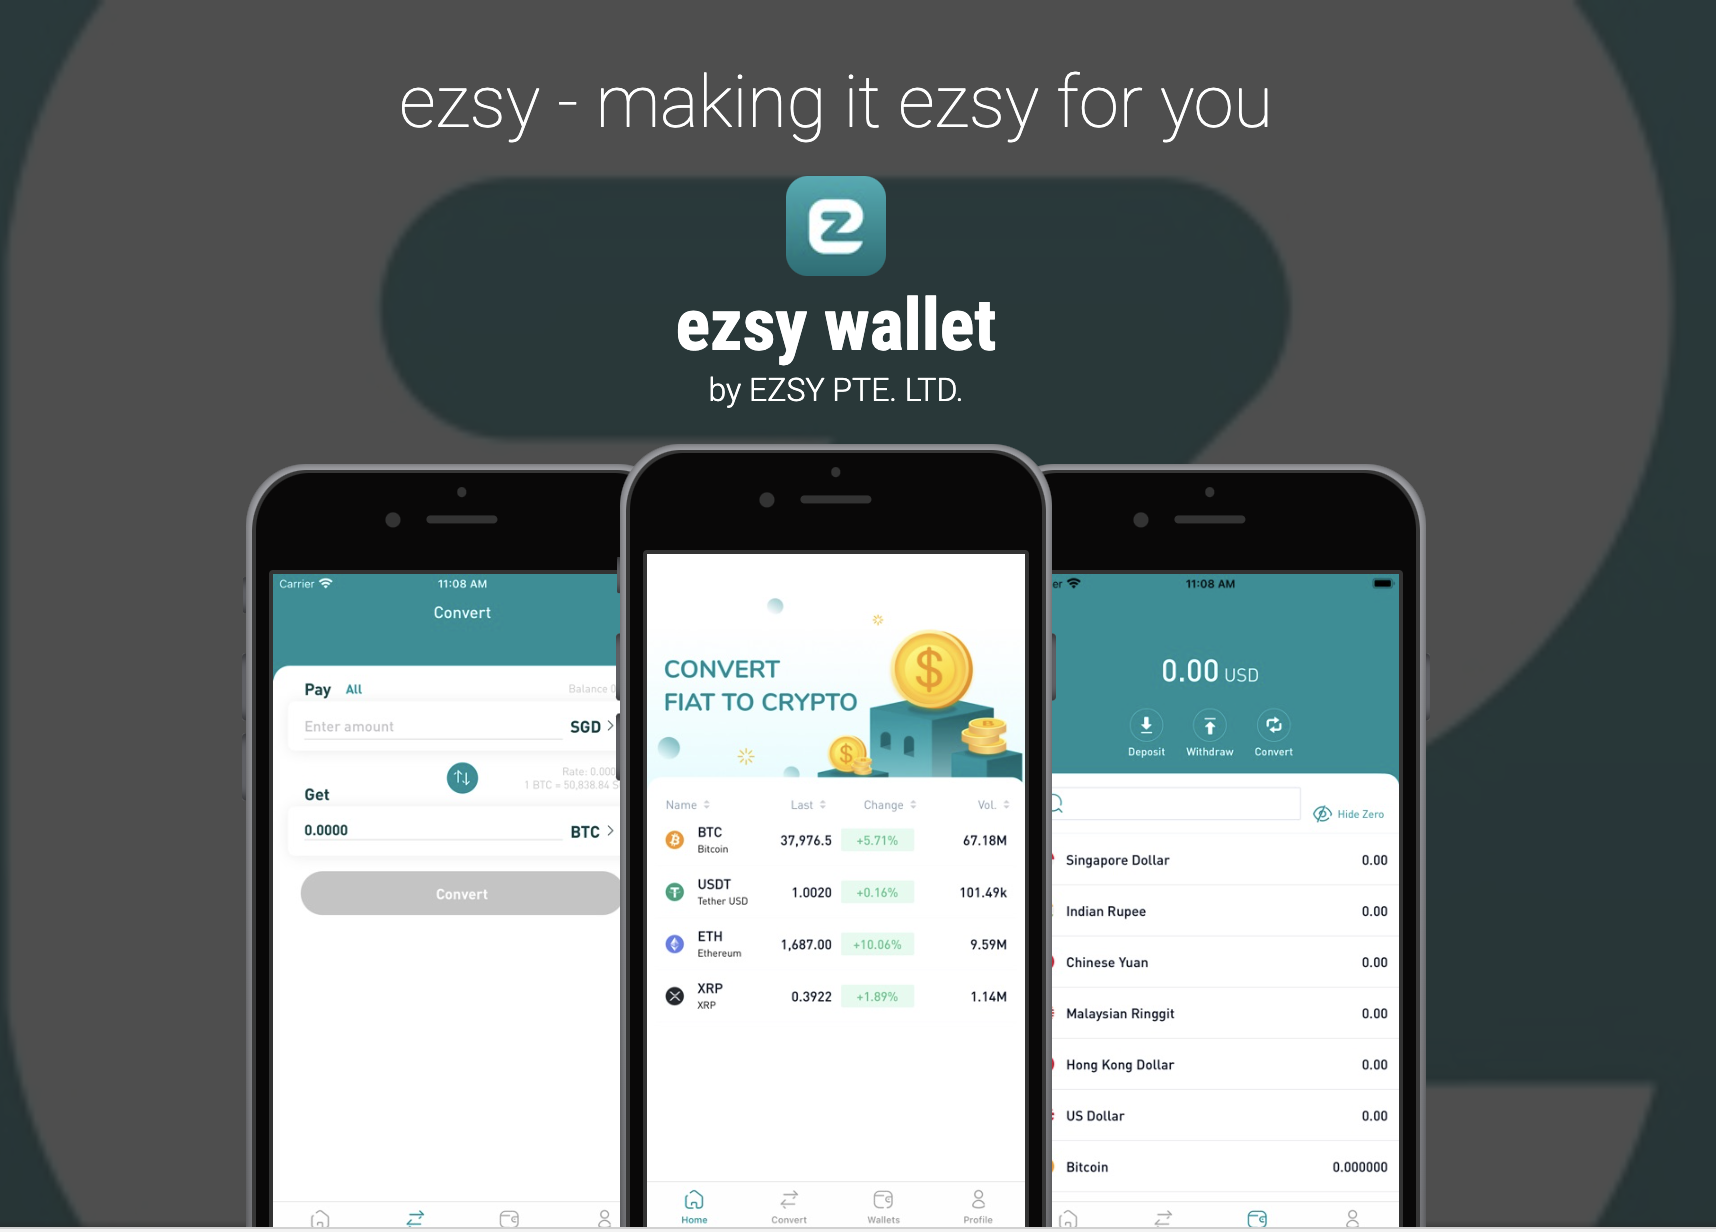 ezsy - making it ezsy for you
ezsy wallet
by EZSY PTE. LTD.
Carrier 11:08 AM
Convert
Pay All Balance
Enter amount SGD
Rate: 0.000
1 BTC = 50,838.84 S
Get
0.0000 BTC
Convert
CONVERT
FIAT TO CRYPTO
Name Last Change Vol.
BTC 37,976.5 +5.71% 67.18M
Bitcoin
USDT 1.0020 +0.16% 101.49k
Tether USD
ETH 1,687.00 +10.06% 9.59M
Ethereum
XRP 0.3922 +1.89% 1.14M
XRP
Home Convert Wallets Profile
er 11:08 AM
0.00 USD
Deposit Withdraw Convert
Hide Zero
Singapore Dollar 0.00
Indian Rupee 0.00
Chinese Yuan 0.00
Malaysian Ringgit 0.00
Hong Kong Dollar 0.00
US Dollar 0.00
Bitcoin 0.000000